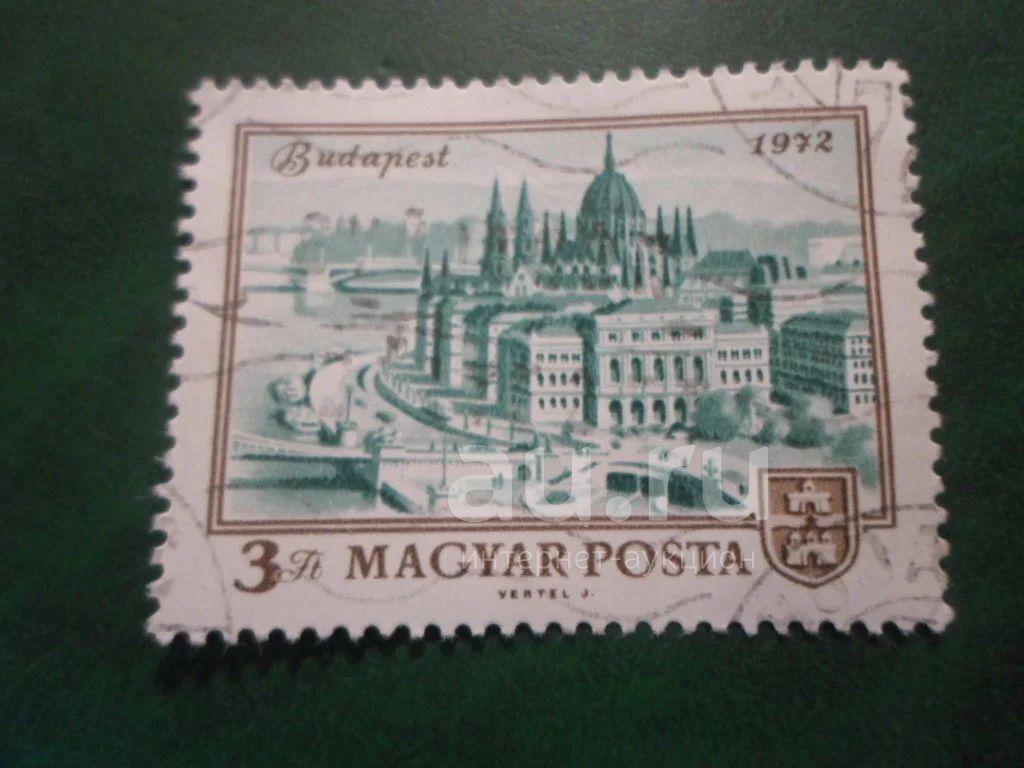 Budapest
1972
au.ru
интернет-аукцион
3 Ft MAGYAR POSTA
VERTEL J.